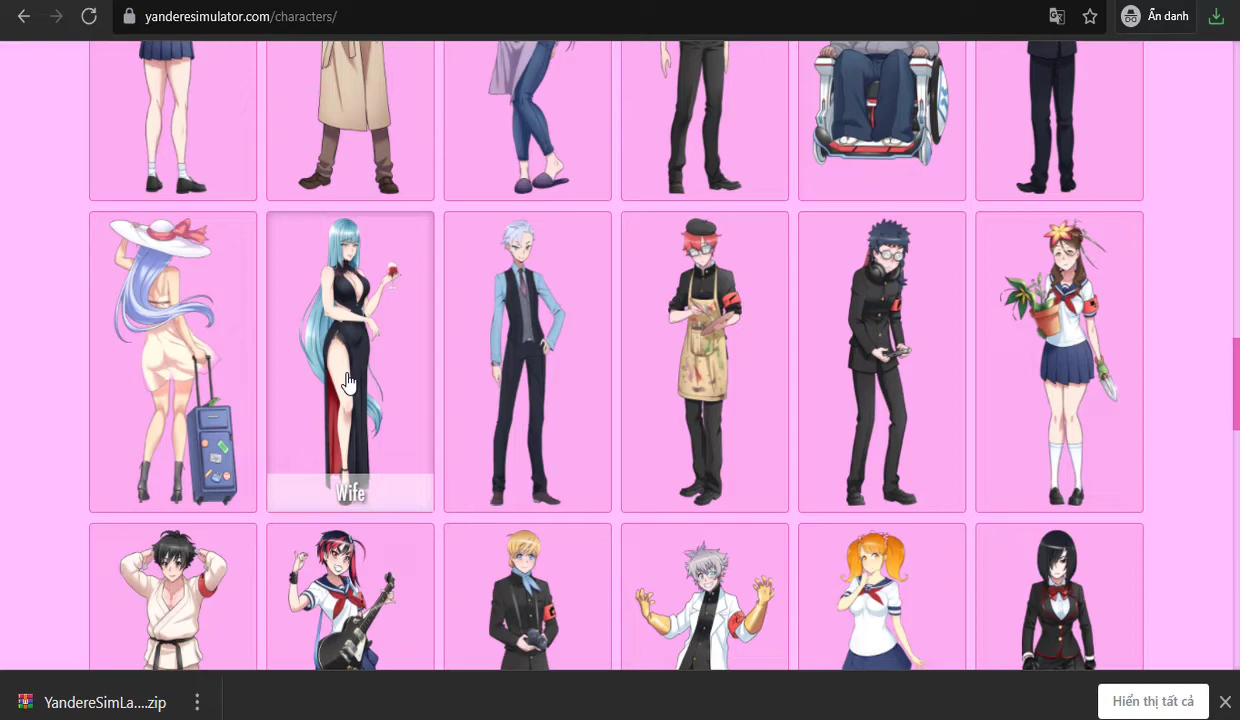 yanderesimulator.com/characters/
Ẩn danh
Wife
YandereSimLa....zip
Hiển thị tất cả